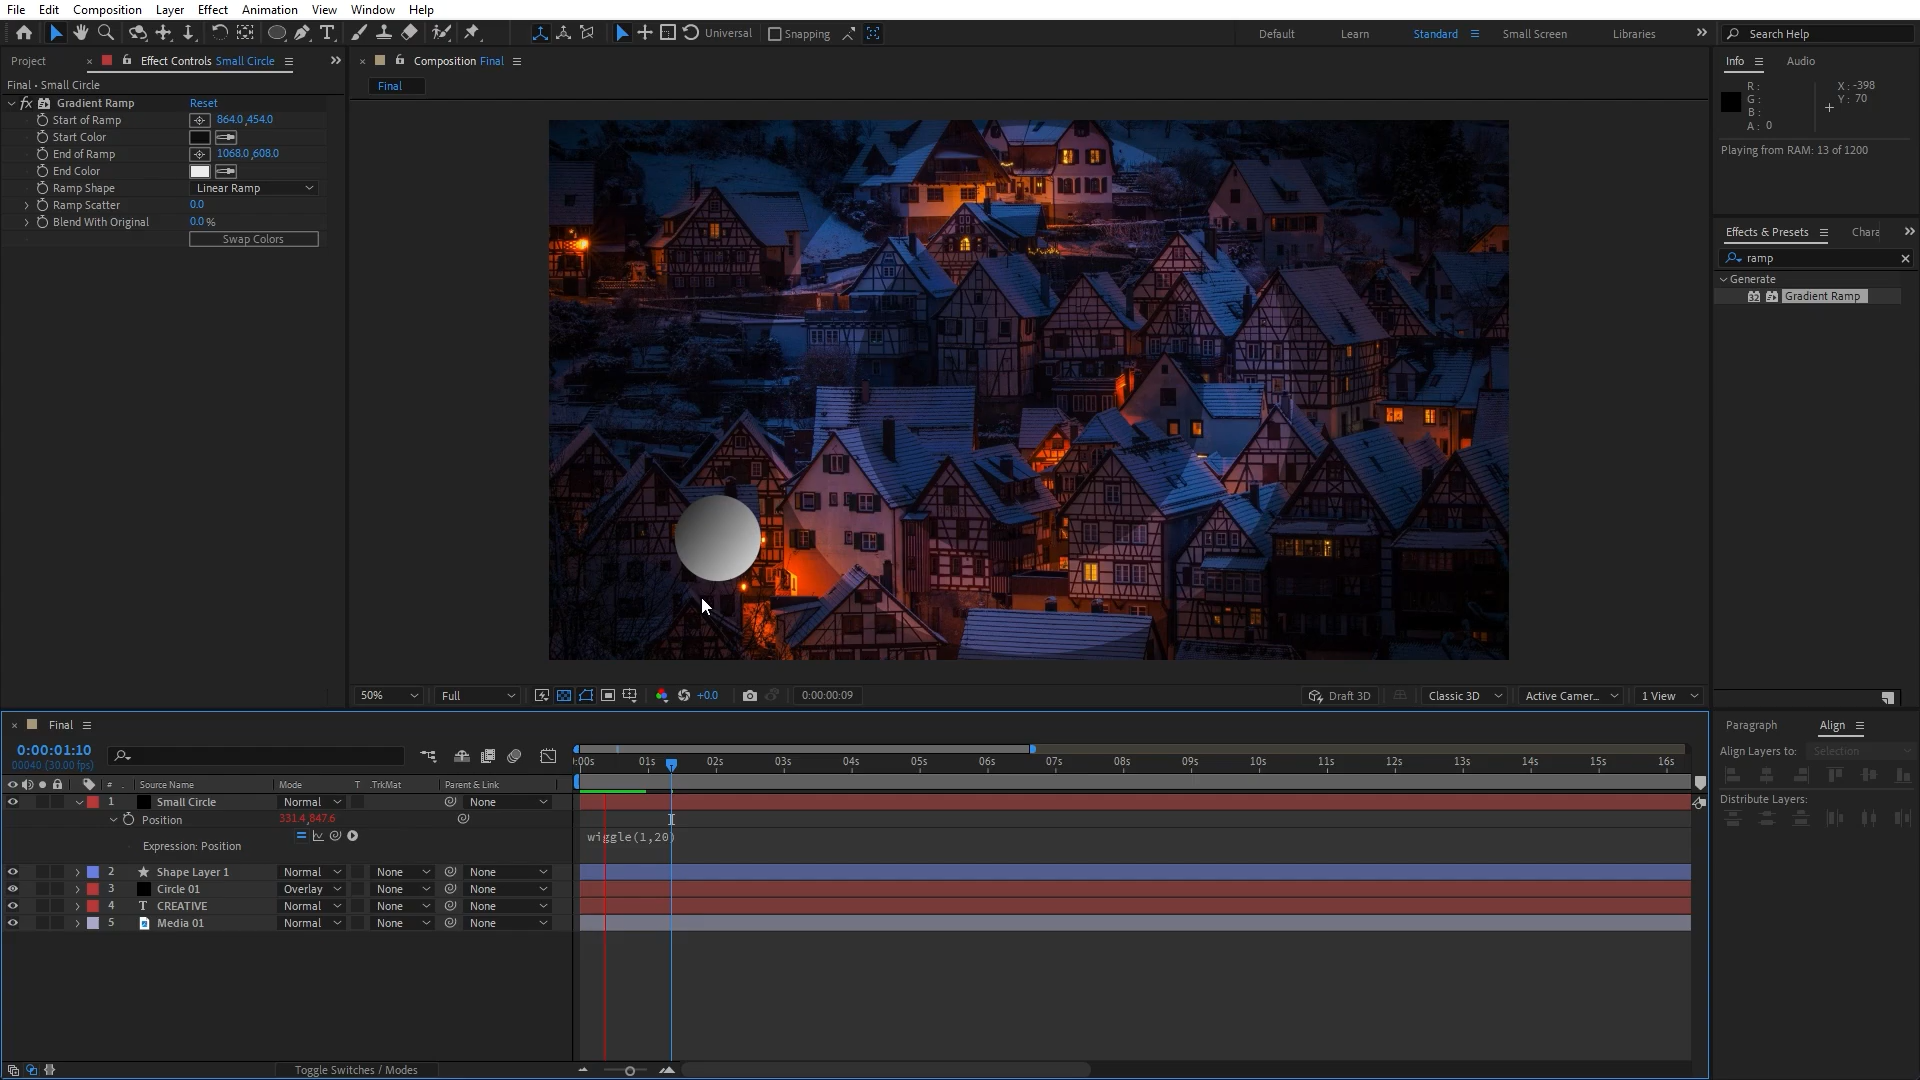 File Edit Composition Layer Effect Animation View Window Help
Universal Snapping Default Learn Standard Small Screen Libraries Search Help
Project Effect Controls Small Circle
Final • Small Circle
fx Gradient Ramp Reset
Start of Ramp 864.0,454.0
Start Color
End of Ramp 1068.0,608.0
End Color
Ramp Shape Linear Ramp
Ramp Scatter 0.0
Blend With Original 0.0 %
Swap Colors
Composition Final
Final
50% Full +0.0 0:00:00:09 Draft 3D Classic 3D Active Camer... 1 View
Info Audio
R : X : -398
G : Y : 70
B :
A : 0
Playing from RAM: 13 of 1200
Effects & Presets Chara
ramp
Generate
32 Gradient Ramp
Paragraph Align
Align Layers to: Selection
Distribute Layers:
Final
0:00:01:10
00040 (30.00 fps)
:00s 01s 02s 03s 04s 05s 06s 07s 08s 09s 10s 11s 12s 13s 14s 15s 16s
# Source Name Mode T .TrkMat Parent & Link
1 Small Circle Normal None
Position 331.4,847.6
Expression: Position
wiggle(1,20)
2 Shape Layer 1 Normal None None
3 Circle 01 Overlay None None
4 T CREATIVE Normal None None
5 Media 01 Normal None None
Toggle Switches / Modes